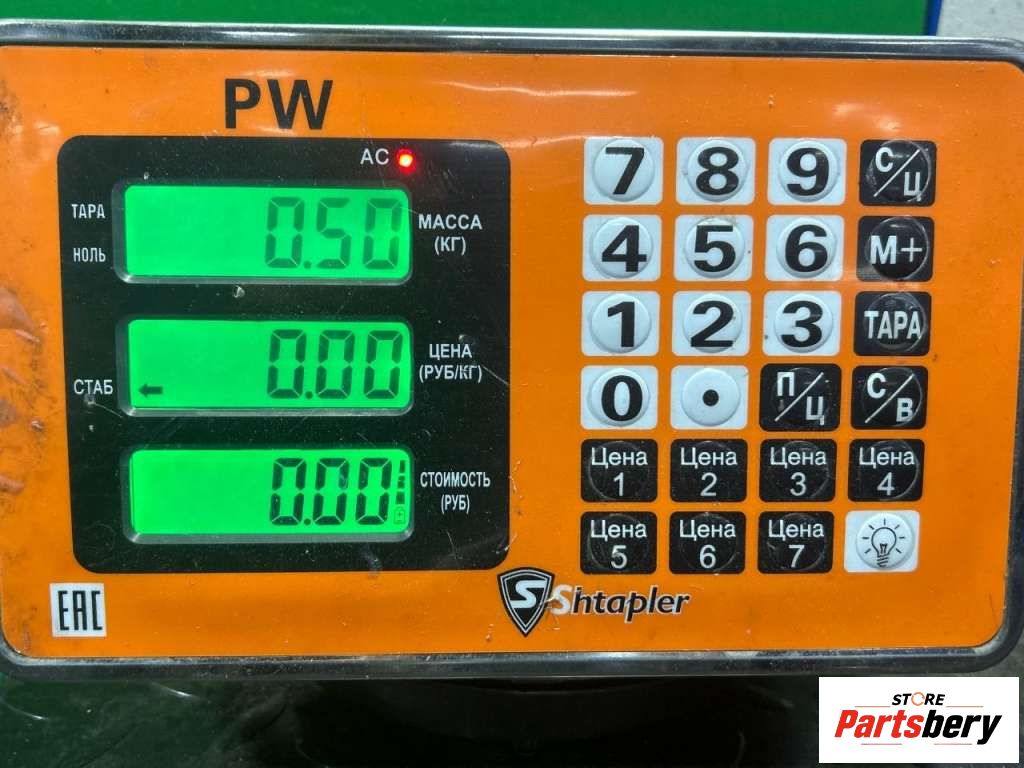 PW
AC
ТАРА
НОЛЬ
0.50
МАССА
(КГ)
СТАБ
0.00
ЦЕНА
(РУБ/КГ)
0.00
СТОИМОСТЬ
(РУБ)
7 8 9 С/Ц
4 5 6 М+
1 2 3 ТАРА
0 • П/Ц С/В
Цена 1 Цена 2 Цена 3 Цена 4
Цена 5 Цена 6 Цена 7
EAC
S Shtapler
STORE
Partsbery